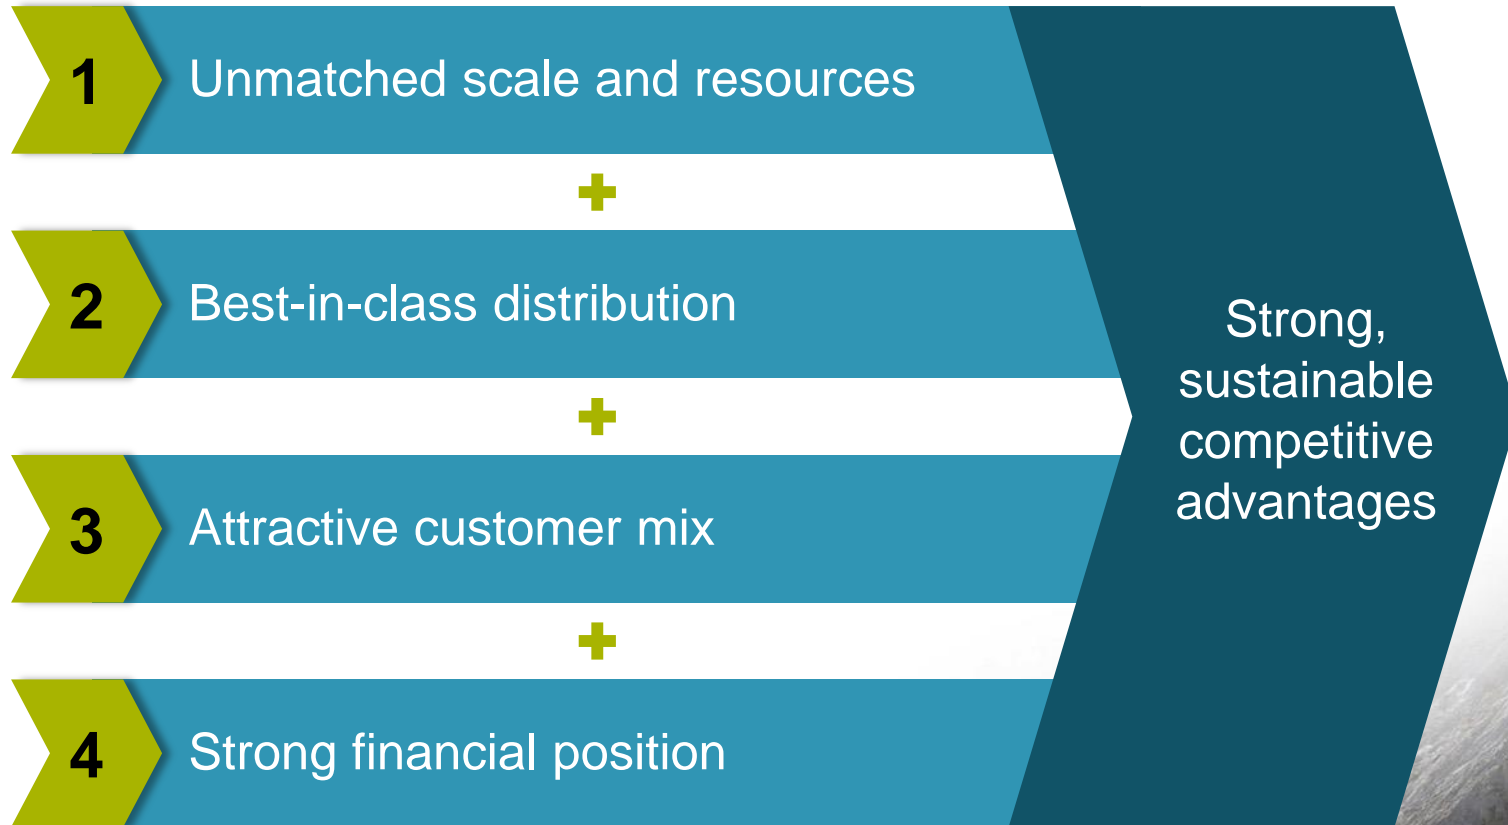 1
Unmatched scale and resources
2
Best-in-class distribution
3
Attractive customer mix
4
Strong financial position
Strong,
sustainable
competitive
advantages